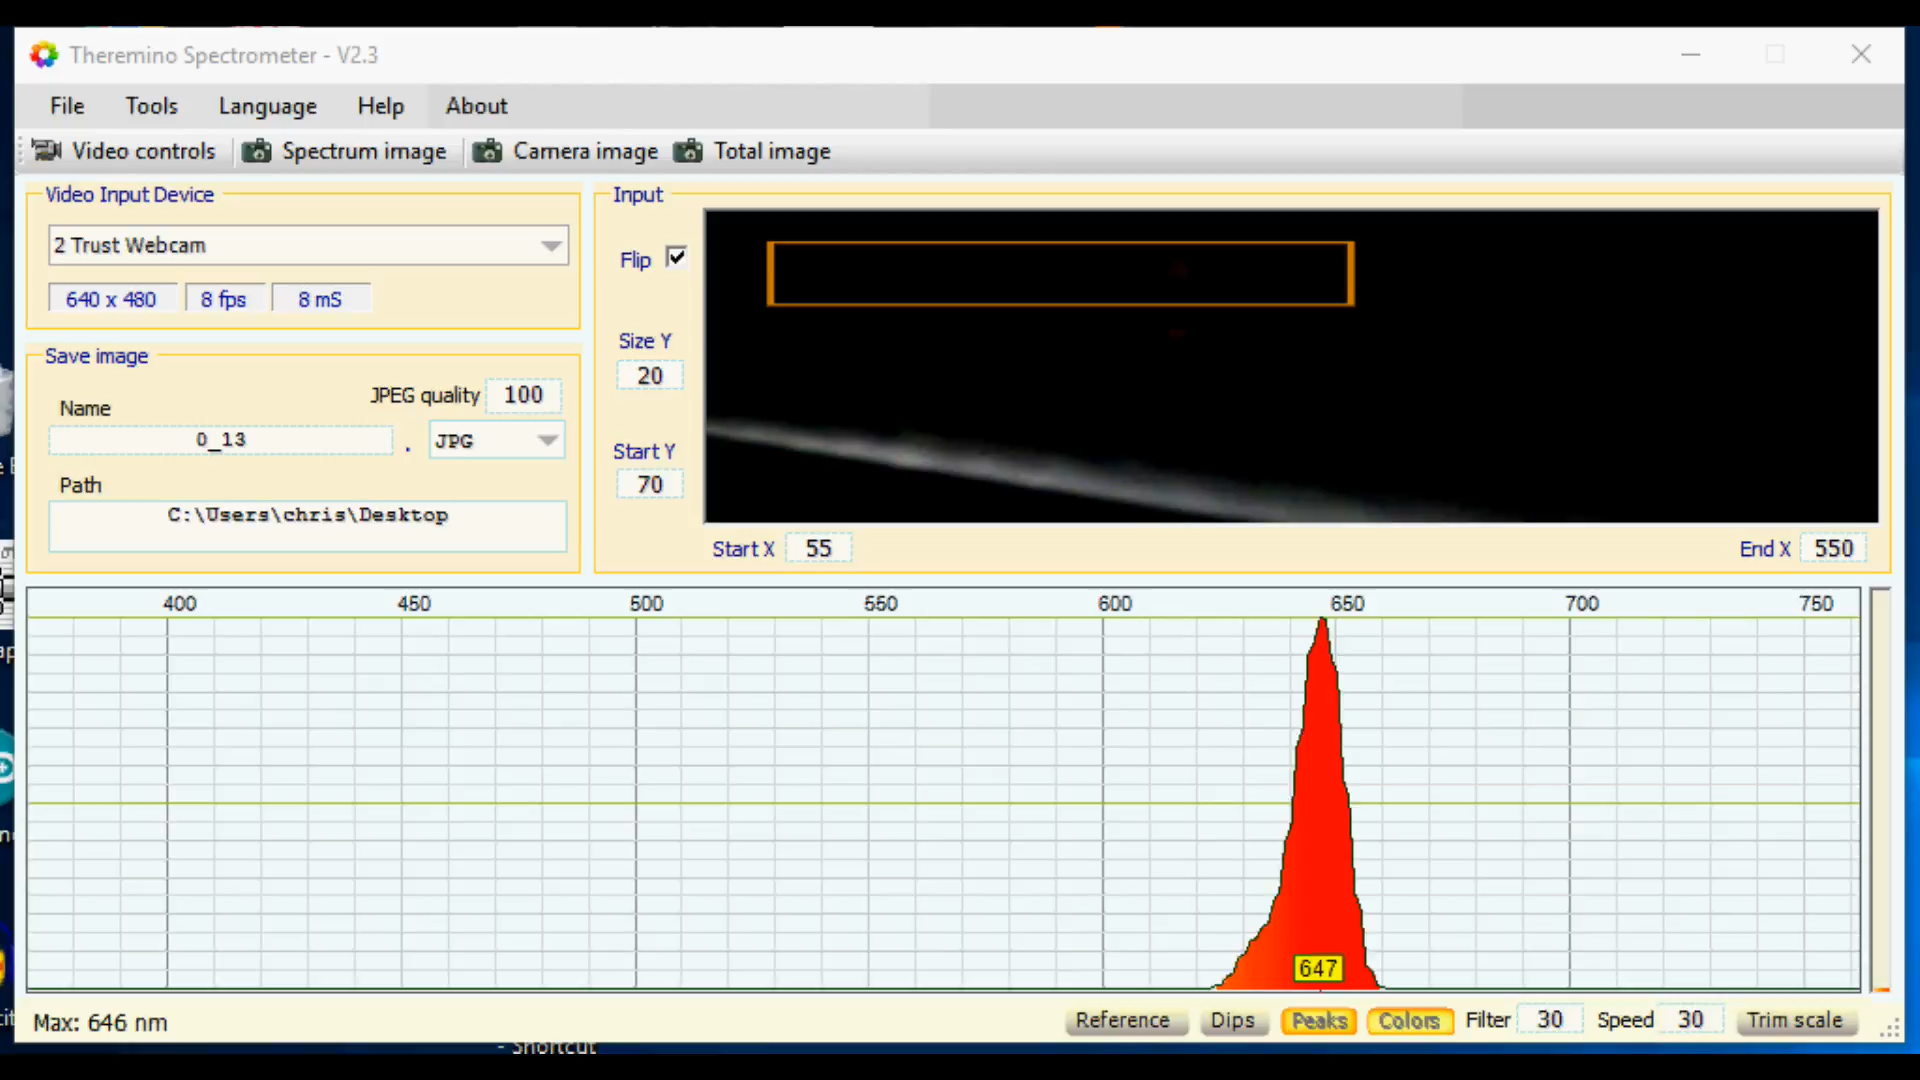 Theremino Spectrometer - V2.3
File Tools Language Help About
Video controls Spectrum image Camera image Total image
Video Input Device
2 Trust Webcam
640 x 480 8 fps 8 mS
Save image
Name
JPEG quality 100
0_13 . JPG
Path
C:\Users\chris\Desktop
Input
Flip
Size Y
20
Start Y
70
Start X 55
End X 550
400 450 500 550 600 650 700 750
647
Max: 646 nm
Reference Dips Peaks Colors Filter 30 Speed 30 Trim scale
- Shortcut